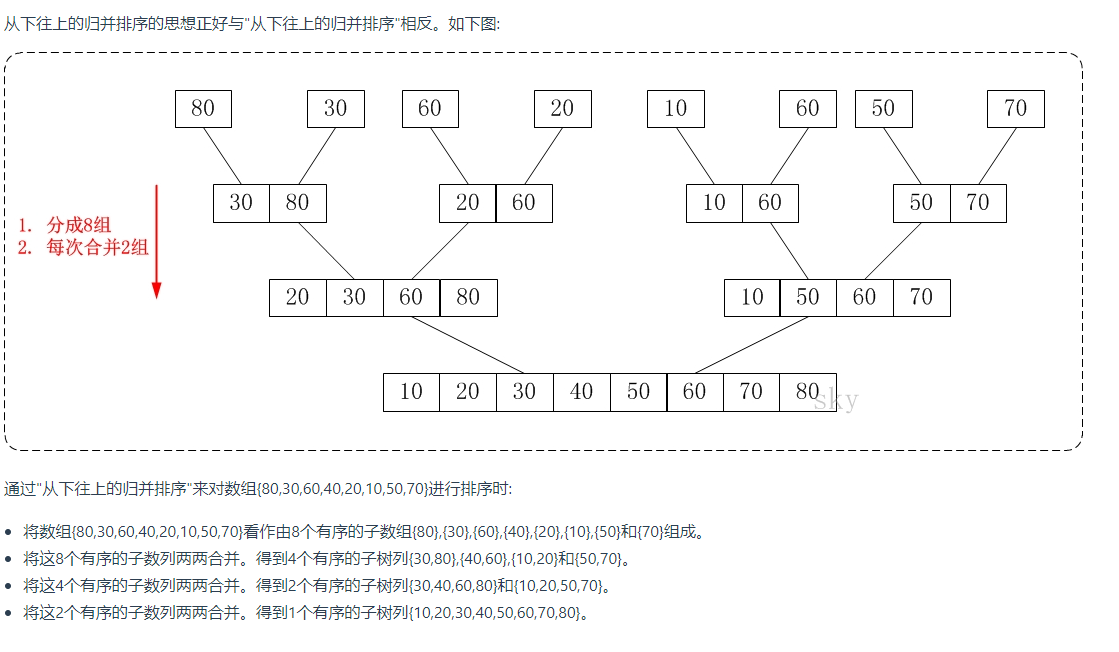 从下往上的归并排序的思想正好与"从下往上的归并排序"相反。如下图:
80 30 60 20 10 60 50 70
30 80 20 60 10 60 50 70
1. 分成8组
2. 每次合并2组
20 30 60 80 10 50 60 70
10 20 30 40 50 60 70 80
sky
通过"从下往上的归并排序"来对数组{80,30,60,40,20,10,50,70}进行排序时:
• 将数组{80,30,60,40,20,10,50,70}看作由8个有序的子数组{80},{30},{60},{40},{20},{10},{50}和{70}组成。
• 将这8个有序的子数列两两合并。得到4个有序的子树列{30,80},{40,60},{10,20}和{50,70}。
• 将这4个有序的子数列两两合并。得到2个有序的子树列{30,40,60,80}和{10,20,50,70}。
• 将这2个有序的子数列两两合并。得到1个有序的子树列{10,20,30,40,50,60,70,80}。